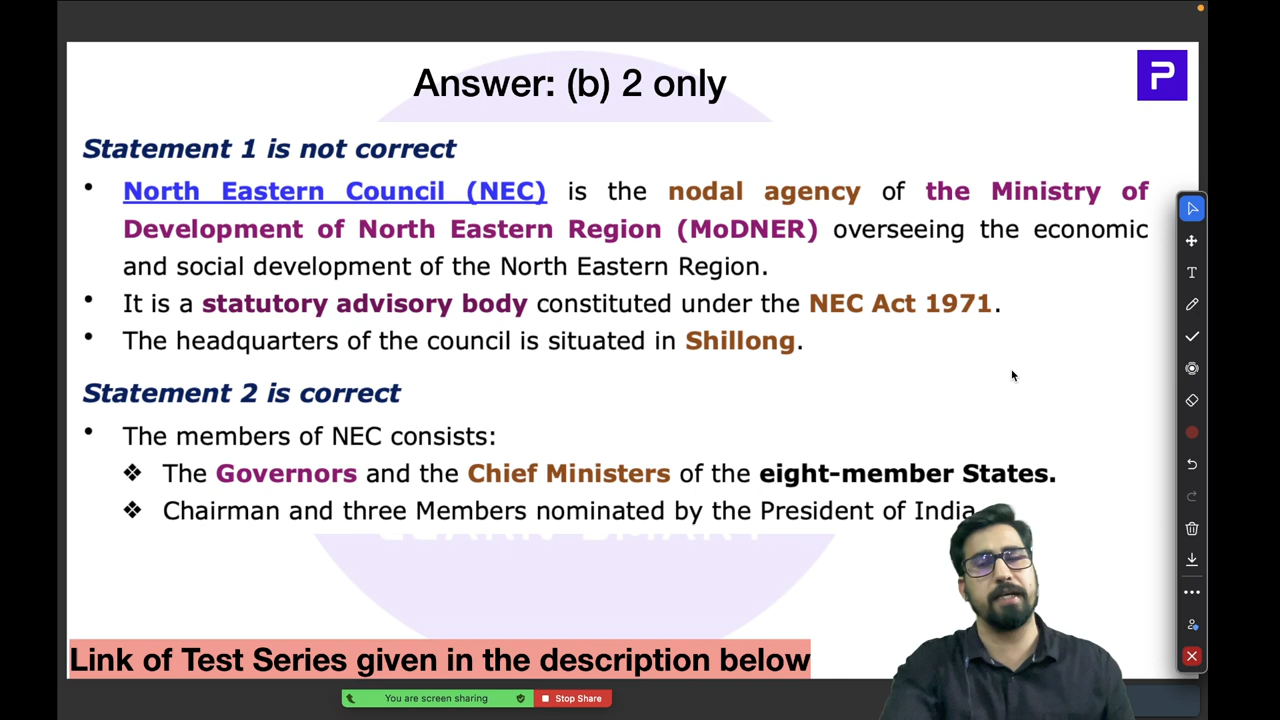 Answer: (b) 2 only
P
Statement 1 is not correct
• North Eastern Council (NEC) is the nodal agency of the Ministry of
Development of North Eastern Region (MoDNER) overseeing the economic
and social development of the North Eastern Region.
• It is a statutory advisory body constituted under the NEC Act 1971.
• The headquarters of the council is situated in Shillong.
Statement 2 is correct
• The members of NEC consists:
❖ The Governors and the Chief Ministers of the eight-member States.
❖ Chairman and three Members nominated by the President of India
LEARN SMART
Link of Test Series given in the description below
You are screen sharing
Stop Share
T